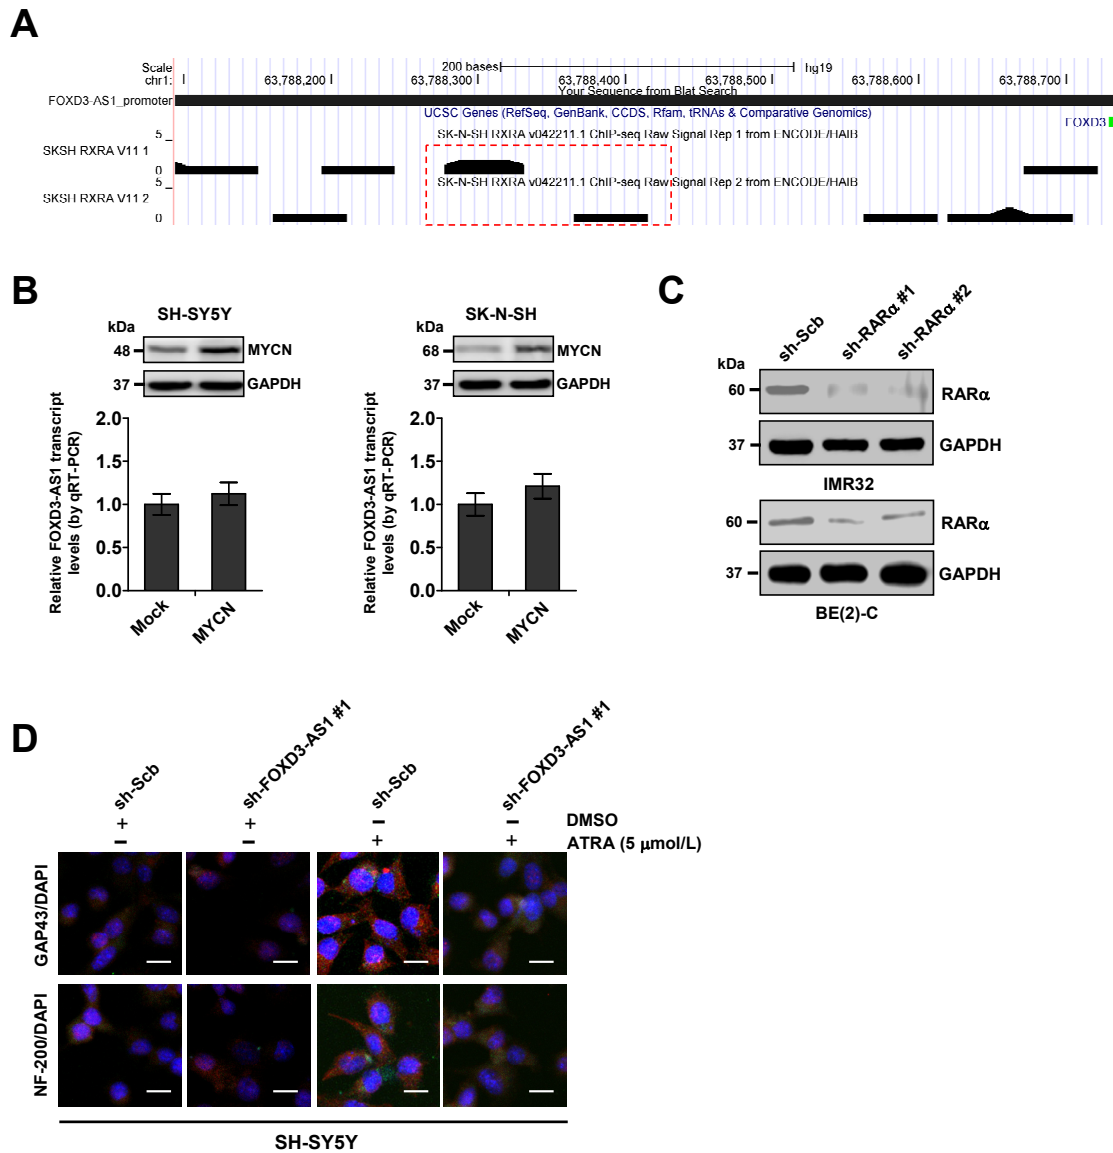 A
Scale
200 bases
hg19
chr1:
63,788,200
63,788,300
63,788,400
63,788,500
63,788,600
63,788,700
Your Sequence from Blat Search
FOXD3-AS1_promoter
UCSC Genes (RefSeq, GenBank, CCDS, Rfam, tRNAs & Comparative Genomics)
FOXD3
SK-N-SH RXRA v042211.1 ChIP-seq Raw Signal Rep 1 from ENCODE/HAIB
5 _
SKSH RXRA V11 1
0
SK-N-SH RXRA v042211.1 ChIP-seq Raw Signal Rep 2 from ENCODE/HAIB
5 _
SKSH RXRA V11 2
0
B
SH-SY5Y
kDa
48
MYCN
37
GAPDH
Relative FOXD3-AS1 transcript
levels (by qRT-PCR)
2.0
1.5
1.0
0.5
0.0
Mock
MYCN
SK-N-SH
kDa
68
MYCN
37
GAPDH
Relative FOXD3-AS1 transcript
levels (by qRT-PCR)
2.0
1.5
1.0
0.5
0.0
Mock
MYCN
C
sh-Scb
sh-RARα #1
sh-RARα #2
kDa
60
RARα
37
GAPDH
IMR32
60
RARα
37
GAPDH
BE(2)-C
D
sh-Scb
sh-FOXD3-AS1 #1
sh-Scb
sh-FOXD3-AS1 #1
+ + − − DMSO
− − + + ATRA (5 μmol/L)
GAP43/DAPI
NF-200/DAPI
SH-SY5Y